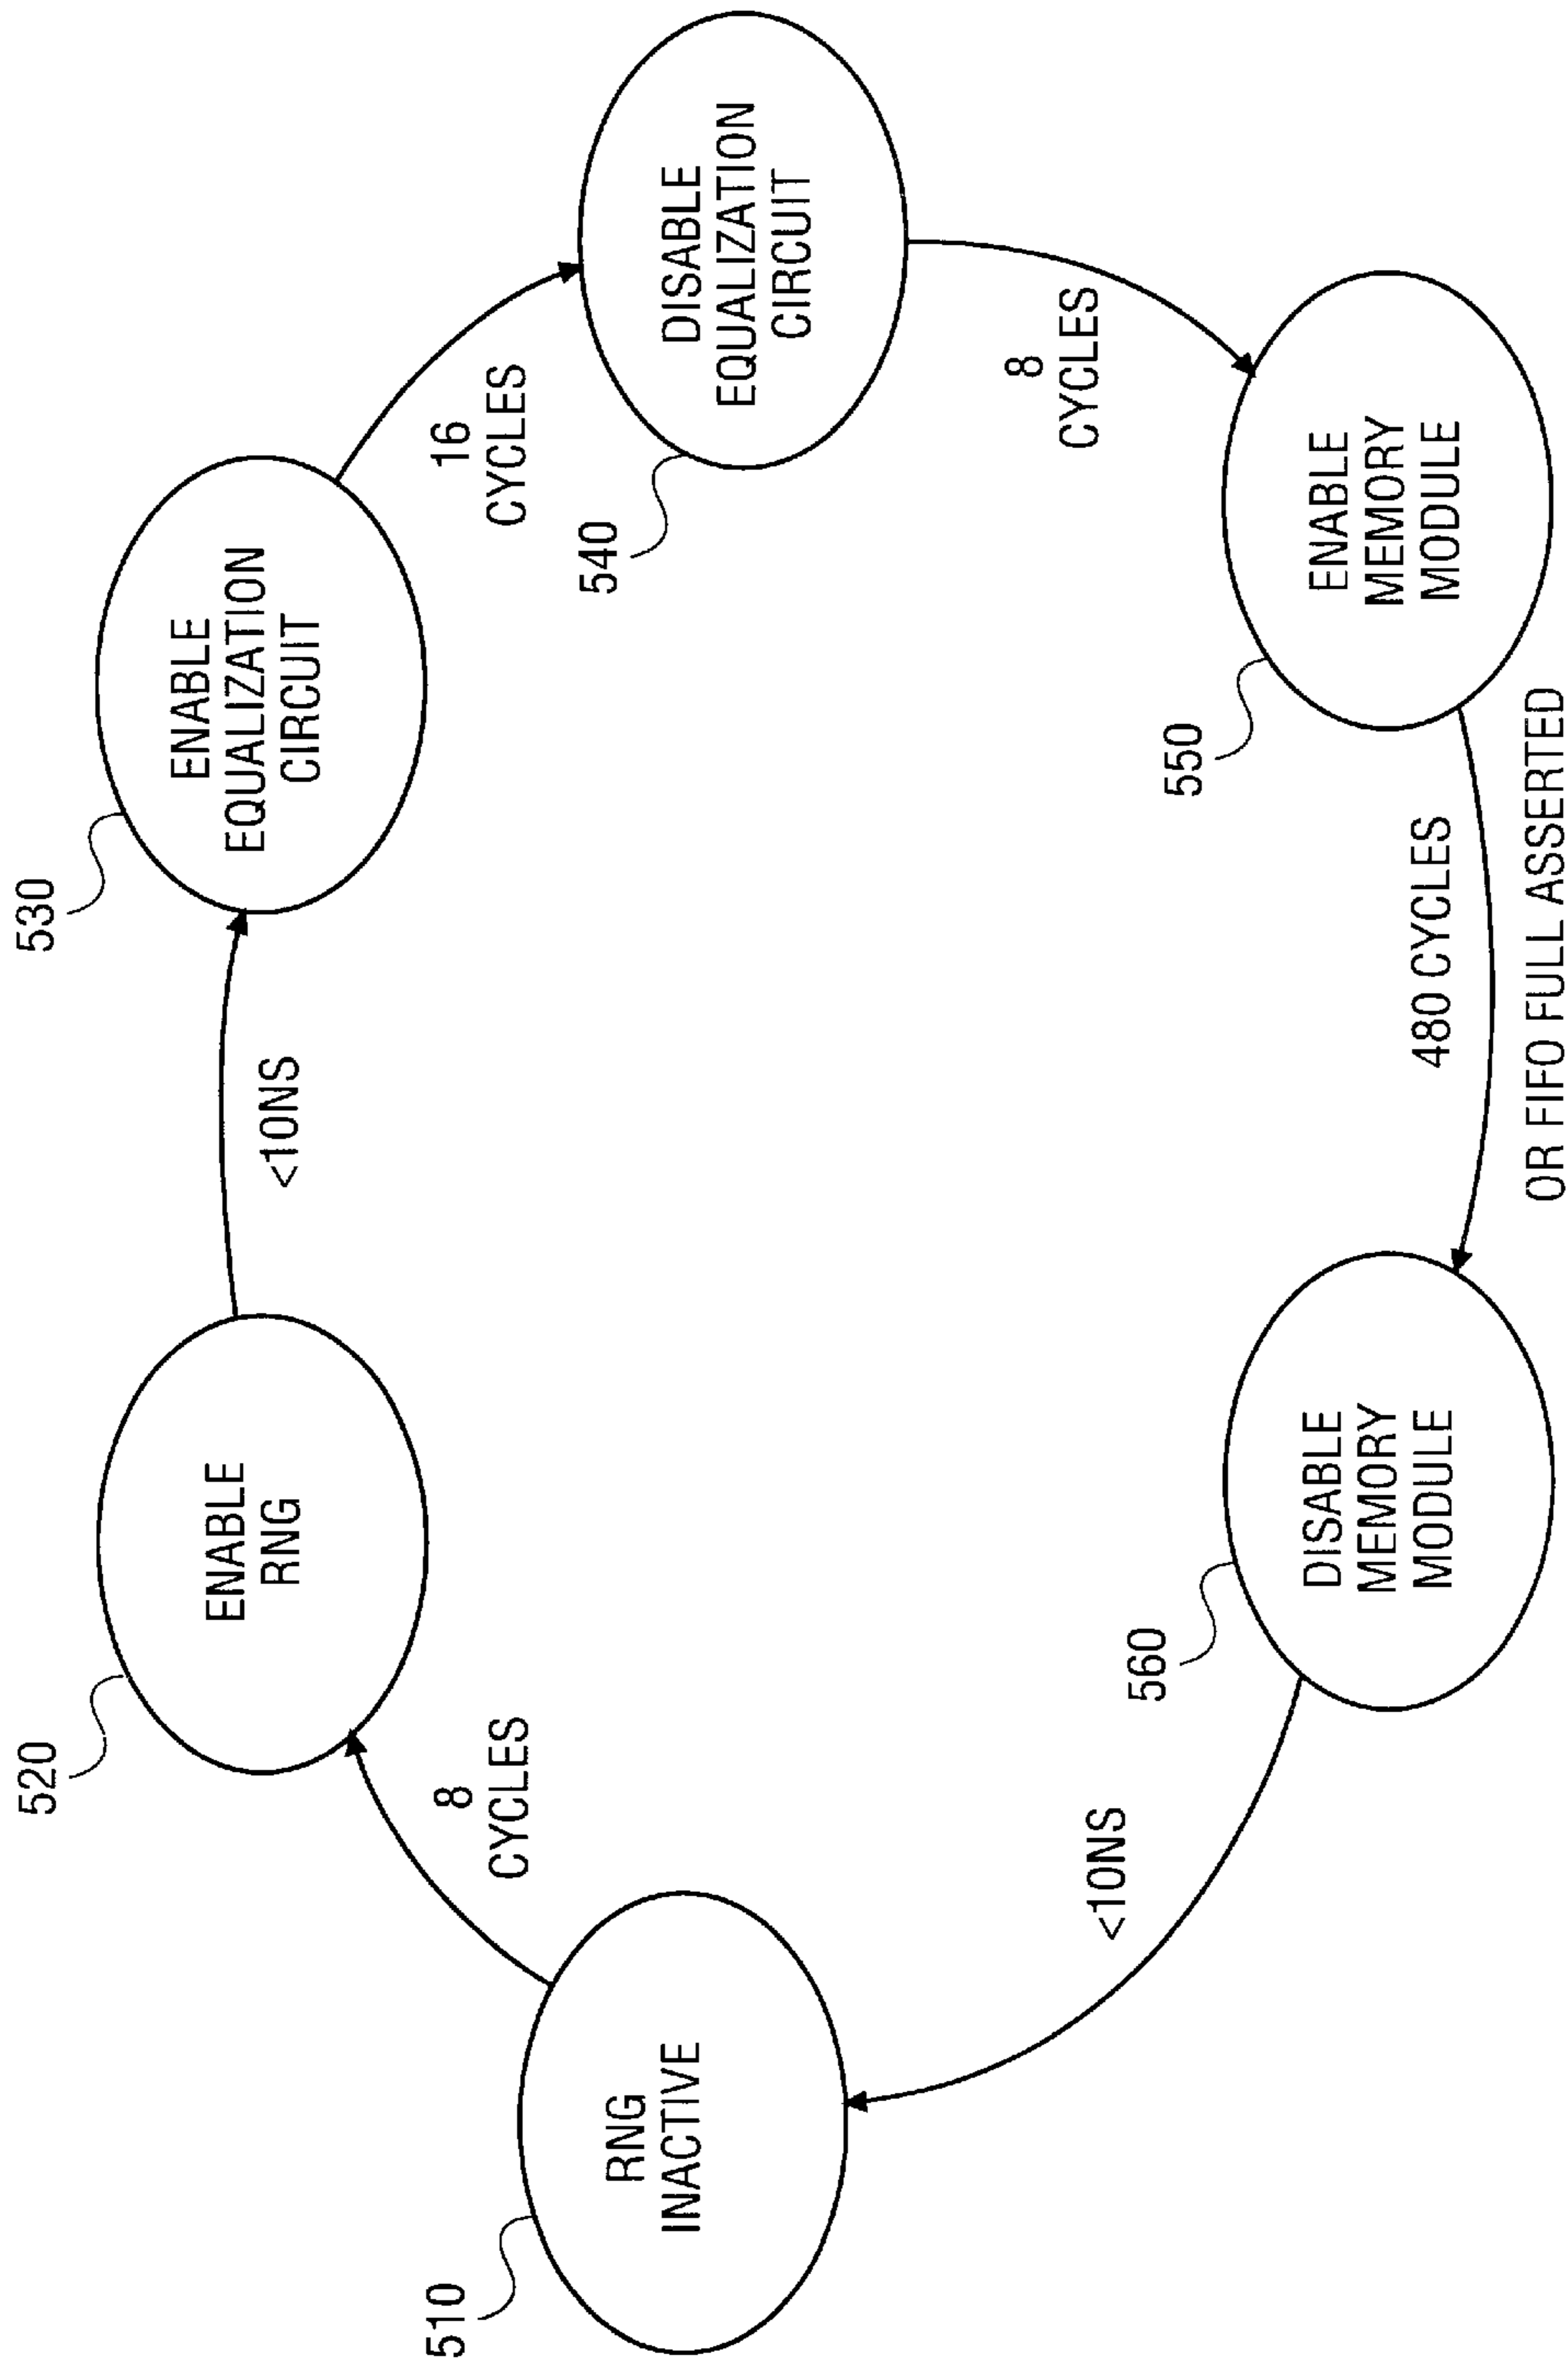 510
RNG
INACTIVE
8
CYCLES
520
ENABLE
RNG
<10NS
530
ENABLE
EQUALIZATION
CIRCUIT
16
CYCLES
540
DISABLE
EQUALIZATION
CIRCUIT
8
CYCLES
550
ENABLE
MEMORY
MODULE
480 CYCLES
OR FIFO FULL ASSERTED
560
DISABLE
MEMORY
MODULE
<10NS